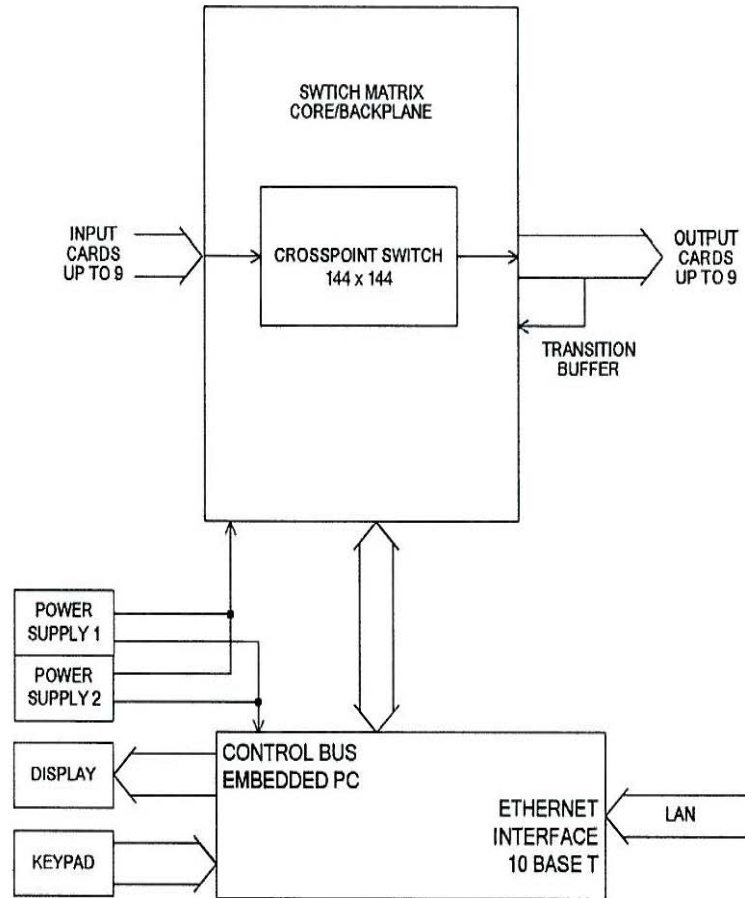 SWTICH MATRIX
CORE/BACKPLANE
INPUT
CARDS
UP TO 9
CROSSPOINT SWITCH
144 x 144
OUTPUT
CARDS
UP TO 9
TRANSITION
BUFFER
POWER
SUPPLY 1
POWER
SUPPLY 2
DISPLAY
KEYPAD
CONTROL BUS
EMBEDDED PC
ETHERNET
INTERFACE
10 BASE T
LAN